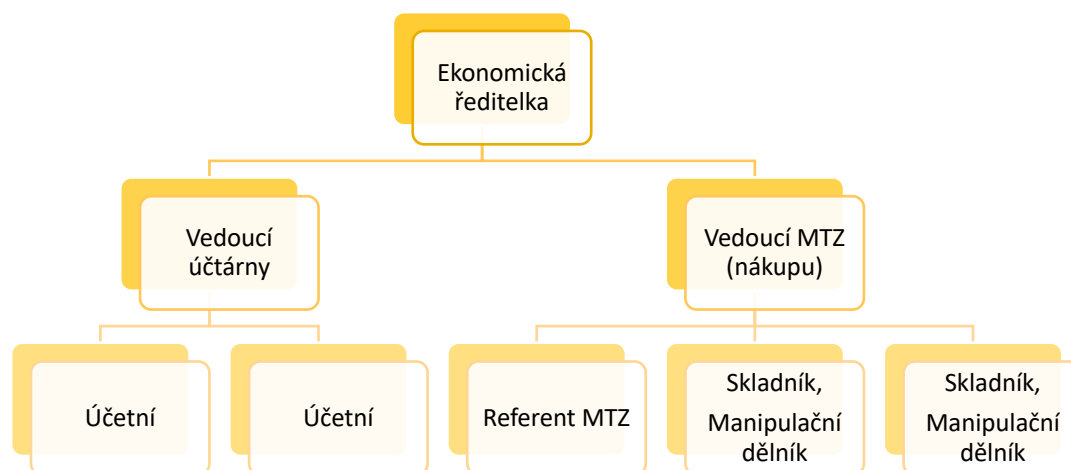 Ekonomická
ředitelka
Vedoucí
účtárny
Vedoucí MTZ
(nákupu)
Účetní
Účetní
Referent MTZ
Skladník,
Manipulační
dělník
Skladník,
Manipulační
dělník